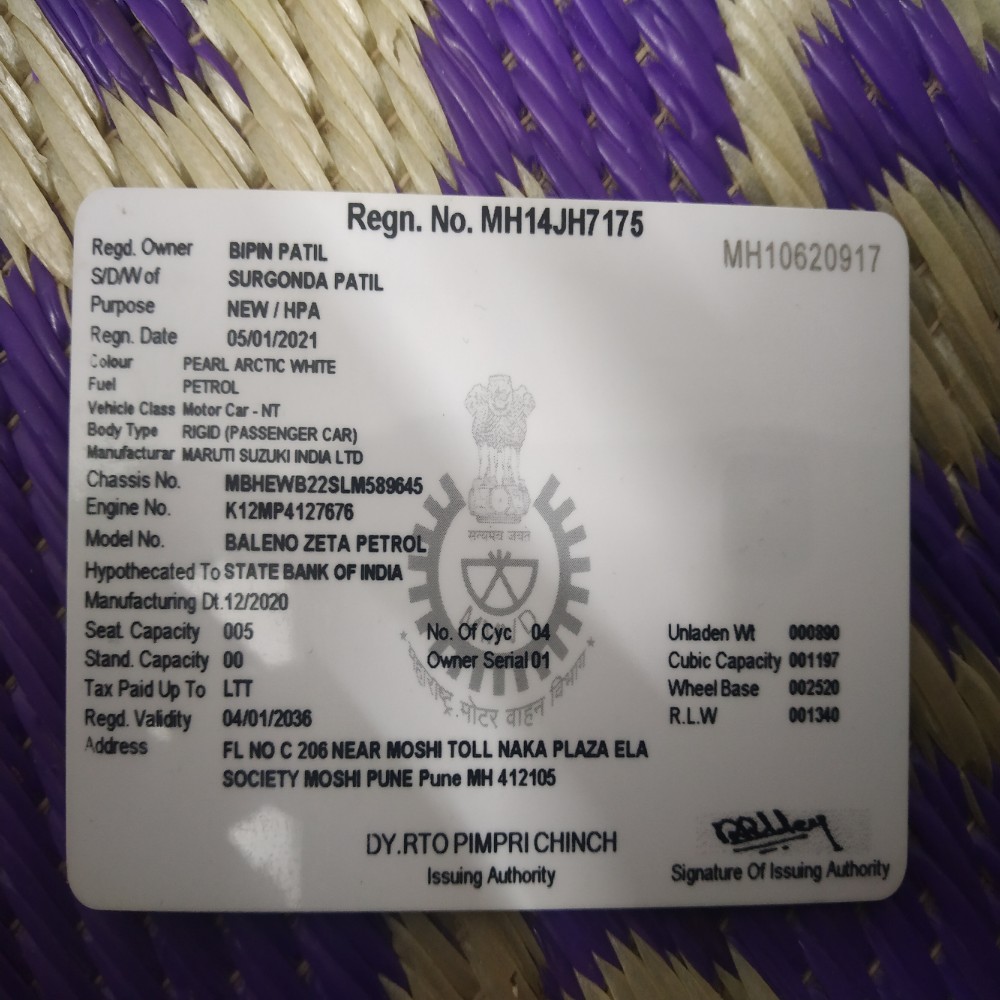 Regn. No. MH14JH7175
MH10620917
Regd. Owner BIPIN PATIL
S/D/W of SURGONDA PATIL
Purpose NEW / HPA
Regn. Date 05/01/2021
Colour PEARL ARCTIC WHITE
Fuel PETROL
Vehicle Class Motor Car - NT
Body Type RIGID (PASSENGER CAR)
Manufacturar MARUTI SUZUKI INDIA LTD
Chassis No. MBHEWB22SLM589645
Engine No. K12MP4127676
सत्यमेव जयते
Model No. BALENO ZETA PETROL
Hypothecated To STATE BANK OF INDIA
Manufacturing Dt.12/2020
Seat Capacity 005 No. Of Cyc 04 Unladen Wt 000890
Stand. Capacity 00 Owner Serial 01 Cubic Capacity 001197
Tax Paid Up To LTT Wheel Base 002520
Regd. Validity 04/01/2036 R.L.W 001340
मोटर वाहन विभाग
Address FL NO C 206 NEAR MOSHI TOLL NAKA PLAZA ELA
SOCIETY MOSHI PUNE Pune MH 412105
DY.RTO PIMPRI CHINCH
Issuing Authority
Signature Of Issuing Authority